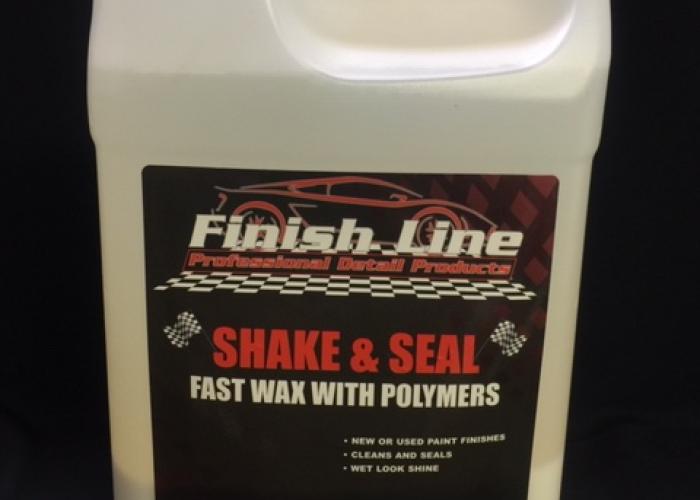 Finish Line
Professional Detail Products
SHAKE & SEAL
FAST WAX WITH POLYMERS
• NEW OR USED PAINT FINISHES
• CLEANS AND SEALS
• WET LOOK SHINE